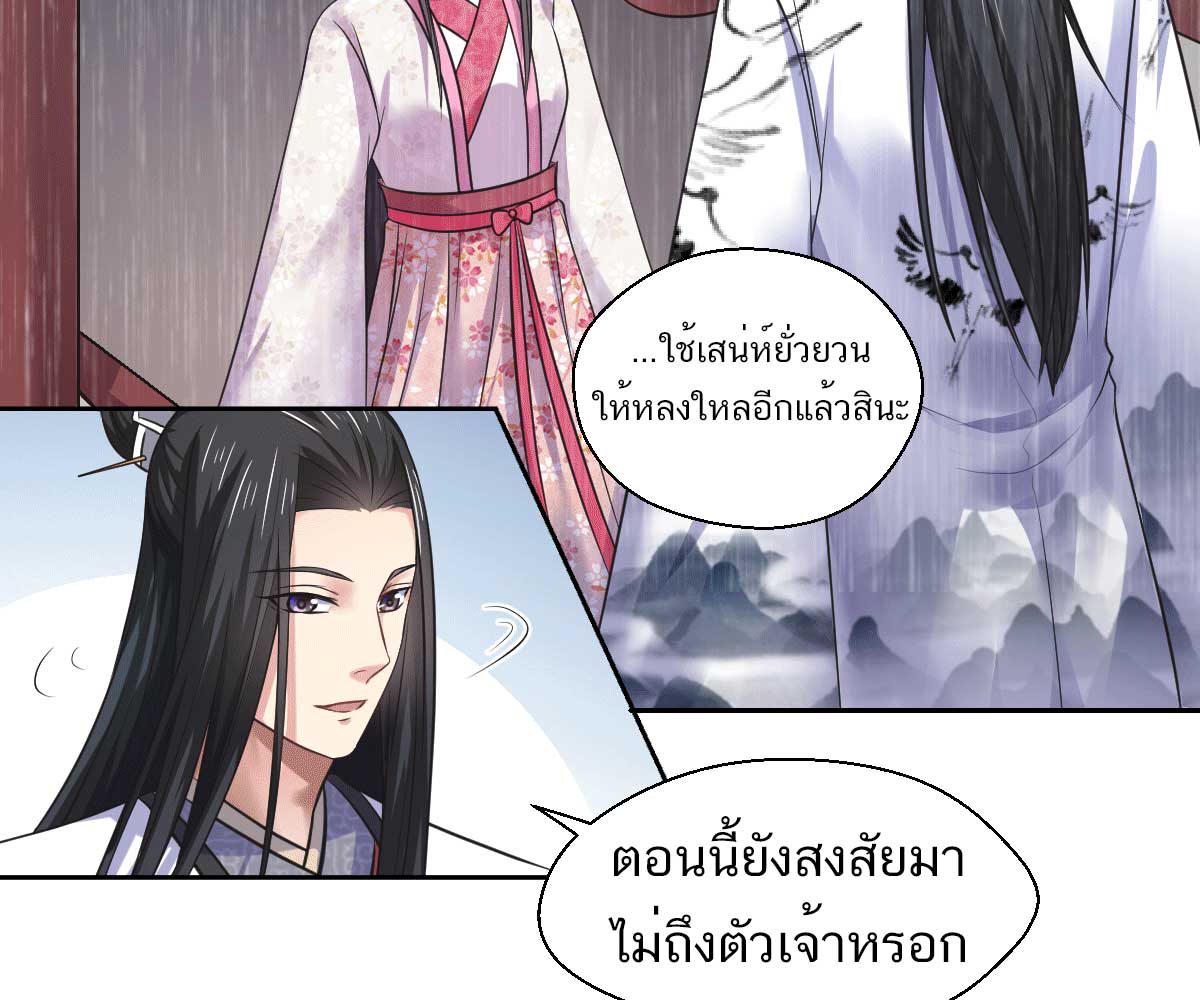 ...ใช้เสน่ห์ยั่วยวน
ให้หลงใหลอีกแล้วสินะ
ตอนนี้ยังสงสัยมา
ไม่ถึงตัวเจ้าหรอก